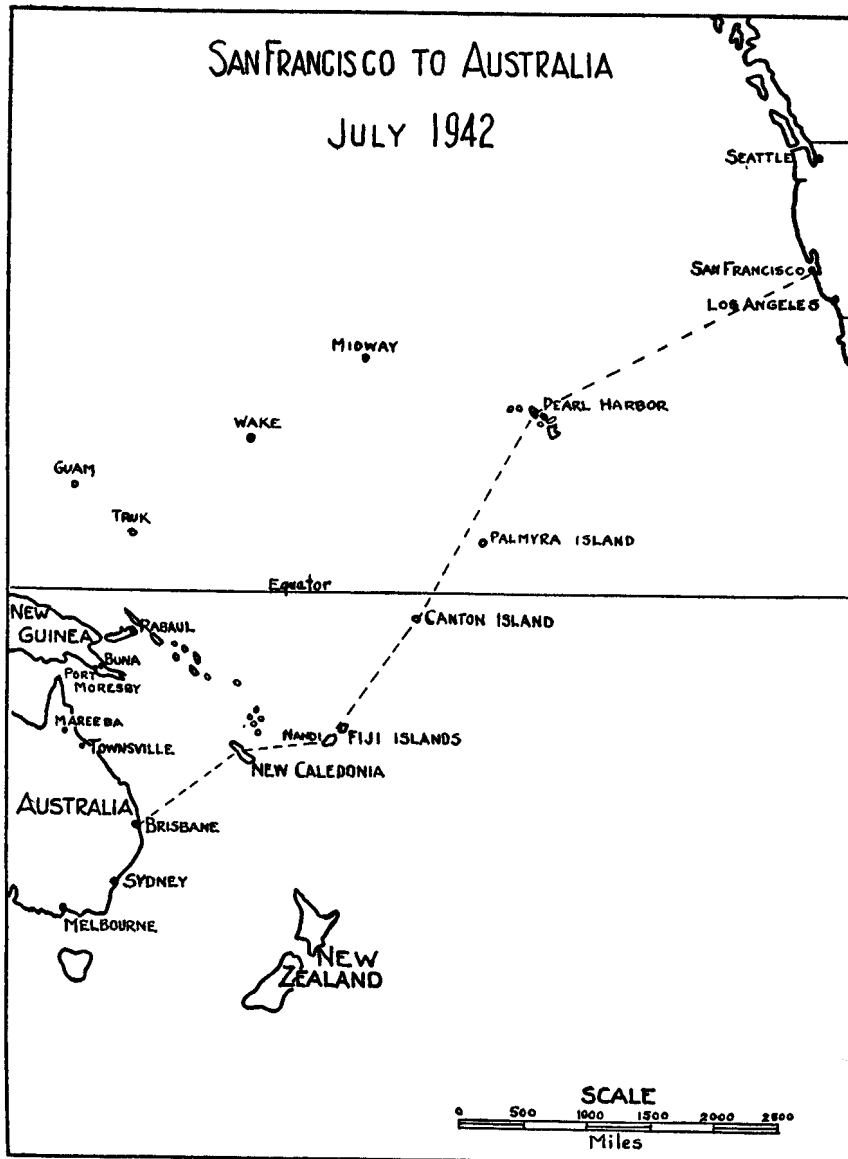 SAN FRANCISCO TO AUSTRALIA
JULY 1942
SEATTLE
SAN FRANCISCO
LOS ANGELES
MIDWAY
PEARL HARBOR
WAKE
GUAM
TRUK
PALMYRA ISLAND
Equator
CANTON ISLAND
NEW
GUINEA
RABAUL
BUNA
PORT
MORESBY
MAREEBA
TOWNSVILLE
NANDI
FIJI ISLANDS
NEW CALEDONIA
AUSTRALIA
BRISBANE
SYDNEY
MELBOURNE
NEW
ZEALAND
SCALE
0 500 1000 1500 2000 2500
Miles